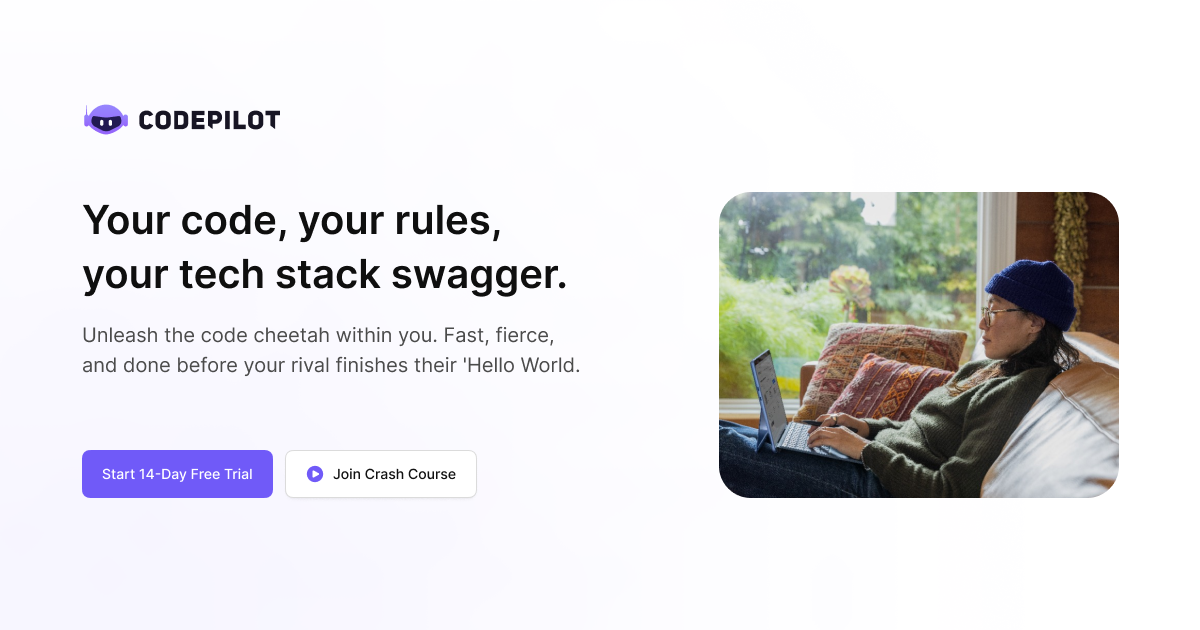 CODEPILOT
Your code, your rules,
your tech stack swagger.
Unleash the code cheetah within you. Fast, fierce,
and done before your rival finishes their 'Hello World.
Start 14-Day Free Trial
Join Crash Course